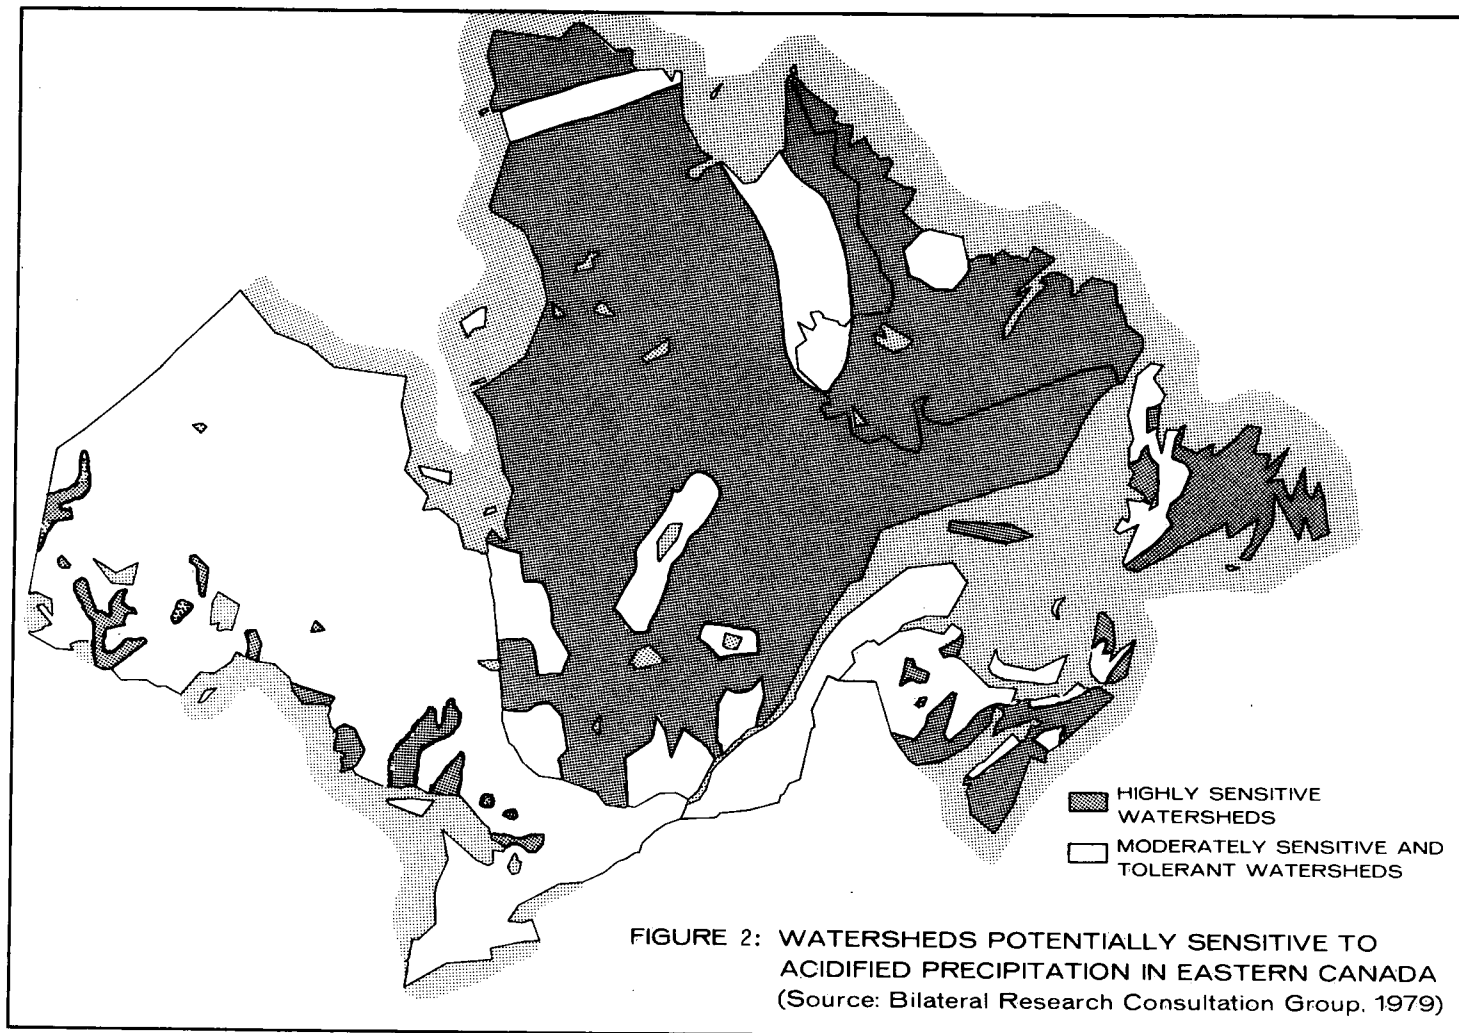 HIGHLY SENSITIVE
WATERSHEDS
MODERATELY SENSITIVE AND
TOLERANT WATERSHEDS
FIGURE 2: WATERSHEDS POTENTIALLY SENSITIVE TO
ACIDIFIED PRECIPITATION IN EASTERN CANADA
(Source: Bilateral Research Consultation Group, 1979)